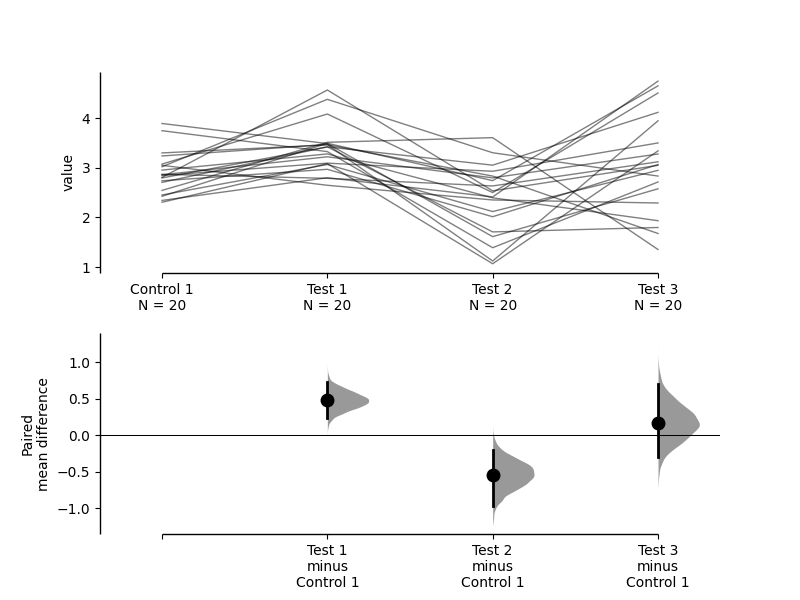 value
4
3
2
1
Control 1
N = 20
Test 1
N = 20
Test 2
N = 20
Test 3
N = 20
Paired
mean difference
1.0
0.5
0.0
−0.5
−1.0
Test 1
minus
Control 1
Test 2
minus
Control 1
Test 3
minus
Control 1